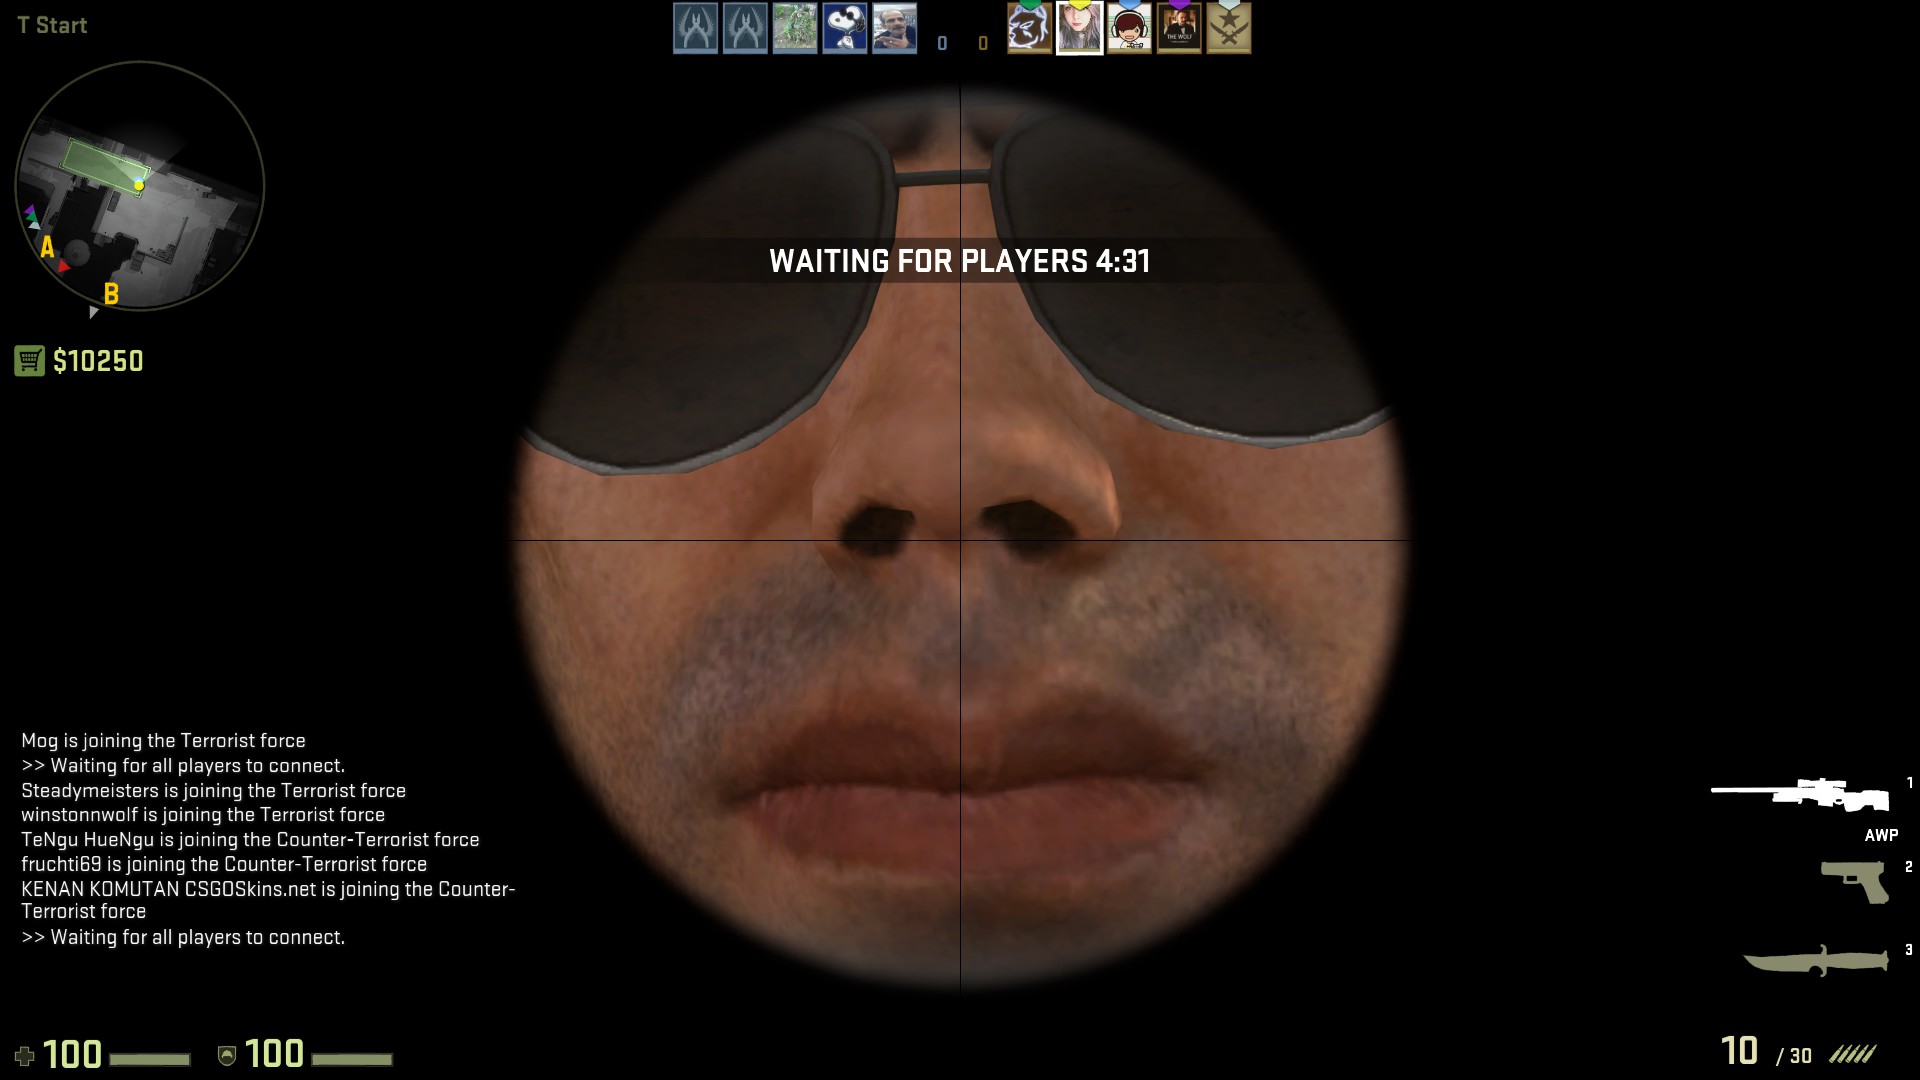 T Start
0 0
THE WOLF
WAITING FOR PLAYERS 4:31
A
B
$10250
Mog is joining the Terrorist force
>> Waiting for all players to connect.
Steadymeisters is joining the Terrorist force
winstonnwolf is joining the Terrorist force
TeNgu HueNgu is joining the Counter-Terrorist force
fruchti69 is joining the Counter-Terrorist force
KENAN KOMUTAN CSGOSkins.net is joining the Counter-
Terrorist force
>> Waiting for all players to connect.
1
AWP
2
3
100 100
10 / 30